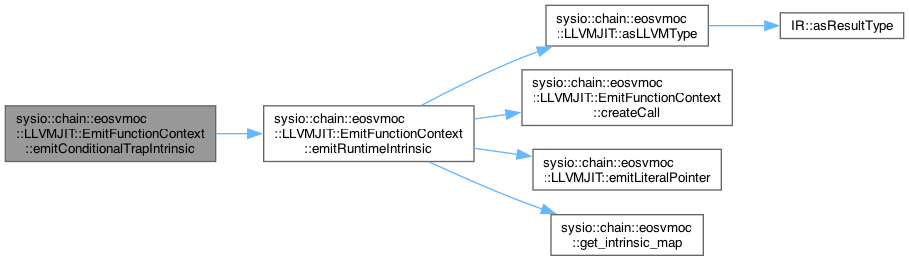 sysio::chain::eosvmoc
::LLVMJIT::EmitFunctionContext
::emitConditionalTrapIntrinsic
sysio::chain::eosvmoc
::LLVMJIT::EmitFunctionContext
::emitRuntimeIntrinsic
sysio::chain::eosvmoc
::LLVMJIT::asLLVMType
IR::asResultType
sysio::chain::eosvmoc
::LLVMJIT::EmitFunctionContext
::createCall
sysio::chain::eosvmoc
::LLVMJIT::emitLiteralPointer
sysio::chain::eosvmoc
::get_intrinsic_map